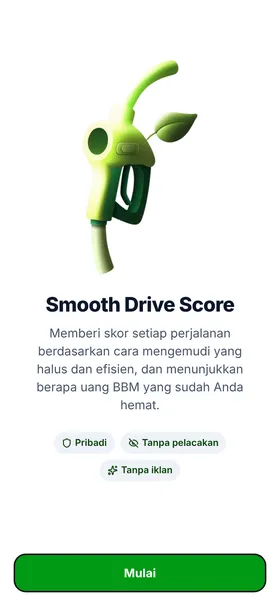 Smooth Drive Score
Memberi skor setiap perjalanan
berdasarkan cara mengemudi yang
halus dan efisien, dan menunjukkan
berapa uang BBM yang sudah Anda
hemat.
Pribadi
Tanpa pelacakan
Tanpa iklan
Mulai